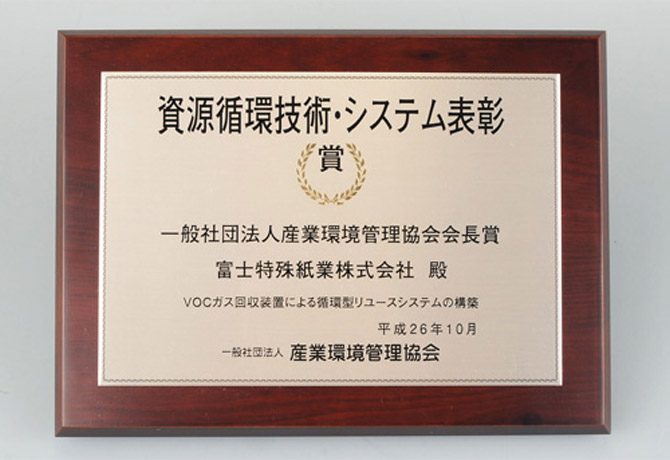 資源循環技術・システム表彰
賞
一般社団法人産業環境管理協会会長賞
富士特殊紙業株式会社 殿
VOCガス回収装置による循環型リユースシステムの構築
平成26年10月
一般社団法人 産業環境管理協会